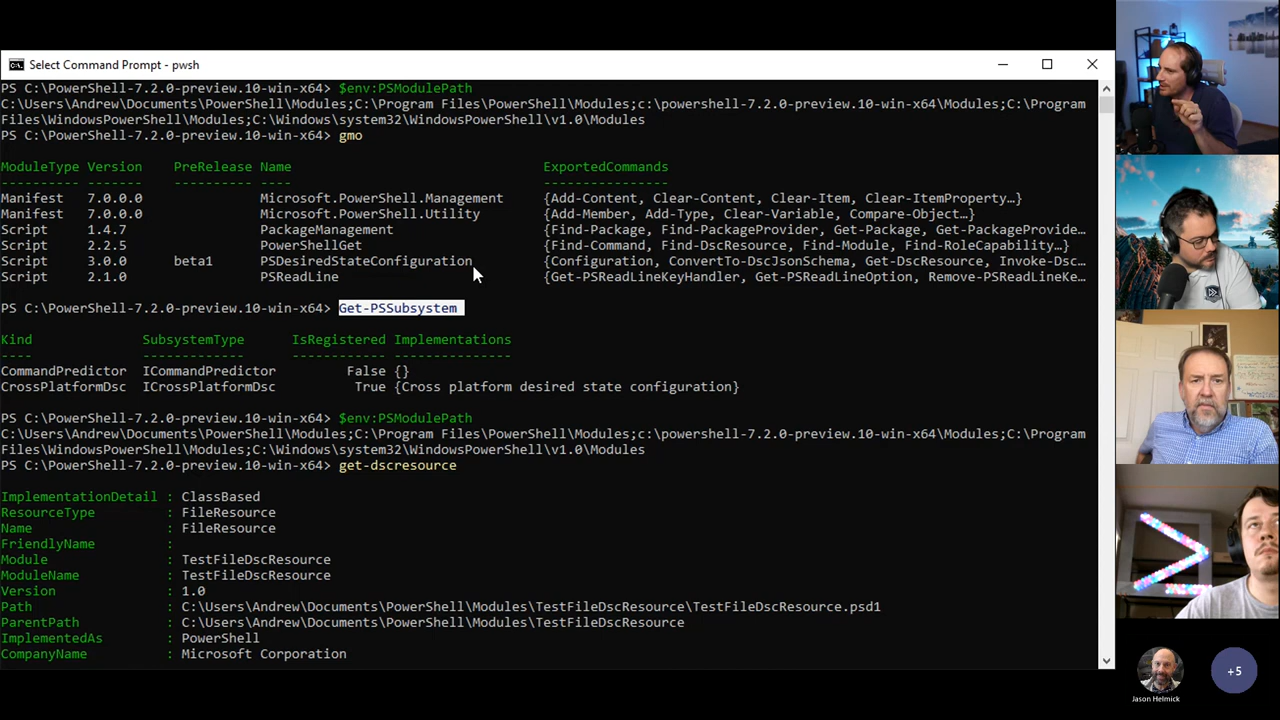 Select Command Prompt - pwsh
PS C:\PowerShell-7.2.0-preview.10-win-x64> $env:PSModulePath
C:\Users\Andrew\Documents\PowerShell\Modules;C:\Program Files\PowerShell\Modules;c:\powershell-7.2.0-preview.10-win-x64\Modules;C:\Program
Files\WindowsPowerShell\Modules;C:\Windows\system32\WindowsPowerShell\v1.0\Modules
PS C:\PowerShell-7.2.0-preview.10-win-x64> gmo
ModuleType Version    PreRelease Name                                ExportedCommands
---------- -------    ---------- ----                                ----------------
Manifest   7.0.0.0               Microsoft.PowerShell.Management     {Add-Content, Clear-Content, Clear-Item, Clear-ItemProperty…}
Manifest   7.0.0.0               Microsoft.PowerShell.Utility        {Add-Member, Add-Type, Clear-Variable, Compare-Object…}
Script     1.4.7                 PackageManagement                   {Find-Package, Find-PackageProvider, Get-Package, Get-PackageProvide…
Script     2.2.5                 PowerShellGet                       {Find-Command, Find-DscResource, Find-Module, Find-RoleCapability…}
Script     3.0.0      beta1      PSDesiredStateConfiguration         {Configuration, ConvertTo-DscJsonSchema, Get-DscResource, Invoke-Dsc…
Script     2.1.0                 PSReadLine                          {Get-PSReadLineKeyHandler, Get-PSReadLineOption, Remove-PSReadLineKe…
PS C:\PowerShell-7.2.0-preview.10-win-x64> Get-PSSubsystem
Kind              SubsystemType      IsRegistered Implementations
----              -------------      ------------ ---------------
CommandPredictor  ICommandPredictor         False {}
CrossPlatformDsc  ICrossPlatformDsc          True {Cross platform desired state configuration}
PS C:\PowerShell-7.2.0-preview.10-win-x64> $env:PSModulePath
C:\Users\Andrew\Documents\PowerShell\Modules;C:\Program Files\PowerShell\Modules;c:\powershell-7.2.0-preview.10-win-x64\Modules;C:\Program
Files\WindowsPowerShell\Modules;C:\Windows\system32\WindowsPowerShell\v1.0\Modules
PS C:\PowerShell-7.2.0-preview.10-win-x64> get-dscresource
ImplementationDetail : ClassBased
ResourceType         : FileResource
Name                 : FileResource
FriendlyName         :
Module               : TestFileDscResource
ModuleName           : TestFileDscResource
Version              : 1.0
Path                 : C:\Users\Andrew\Documents\PowerShell\Modules\TestFileDscResource\TestFileDscResource.psd1
ParentPath           : C:\Users\Andrew\Documents\PowerShell\Modules\TestFileDscResource
ImplementedAs        : PowerShell
CompanyName          : Microsoft Corporation
Jason Helmick
+5